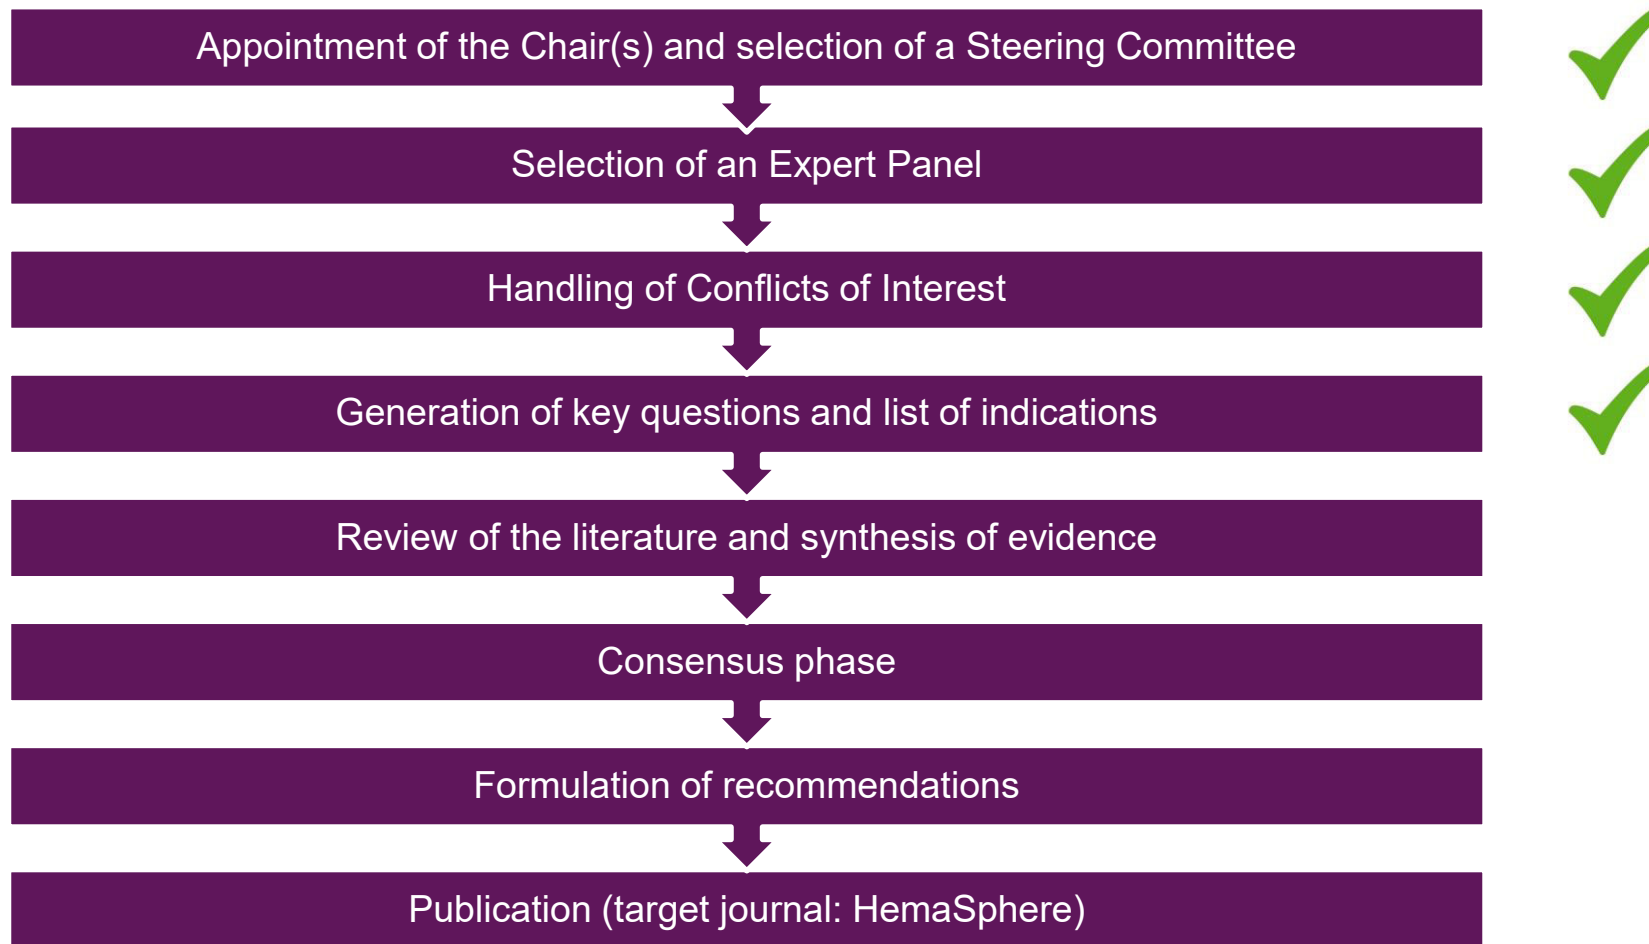 Appointment of the Chair(s) and selection of a Steering Committee
Selection of an Expert Panel
Handling of Conflicts of Interest
Generation of key questions and list of indications
Review of the literature and synthesis of evidence
Consensus phase
Formulation of recommendations
Publication (target journal: HemaSphere)